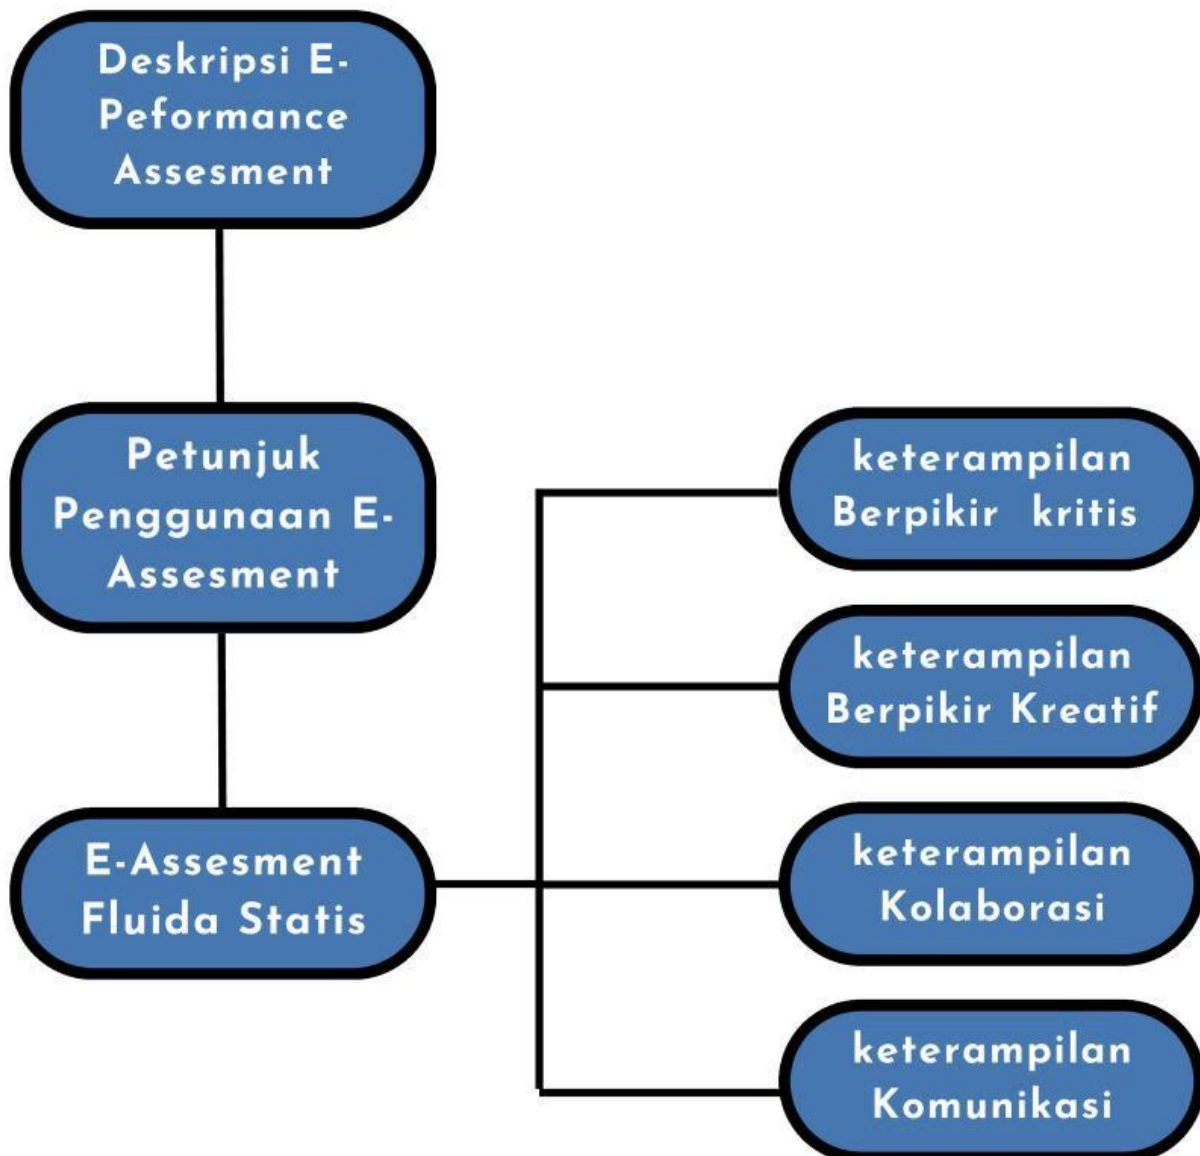 Deskripsi E-
Peformance
Assesment
Petunjuk
Penggunaan E-
Assesment
E-Assesment
Fluida Statis
keterampilan
Berpikir kritis
keterampilan
Berpikir Kreatif
keterampilan
Kolaborasi
keterampilan
Komunikasi